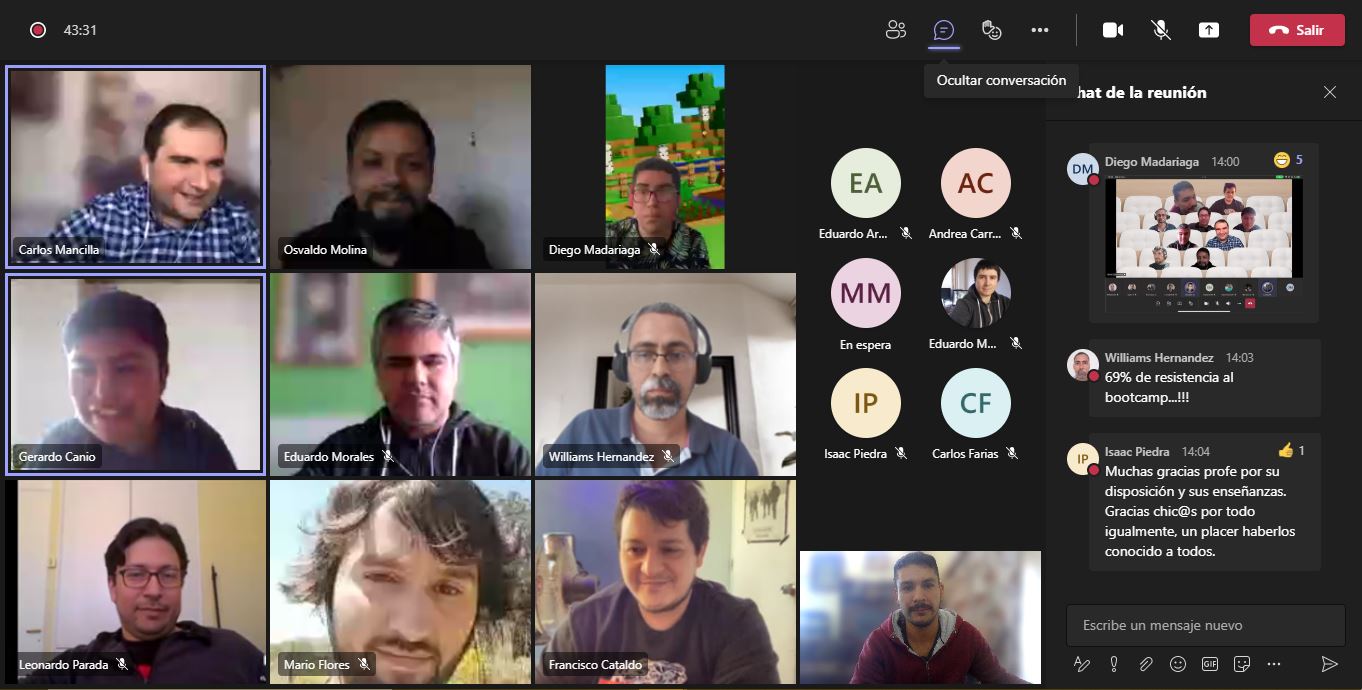 43:31
Salir
Ocultar conversación
hat de la reunión
Carlos Mancilla
Osvaldo Molina
Diego Madariaga
Gerardo Canio
Eduardo Morales
Williams Hernandez
Leonardo Parada
Mario Flores
Francisco Cataldo
EA
AC
Eduardo Ar...
Andrea Carr...
MM
En espera
Eduardo M...
IP
CF
Isaac Piedra
Carlos Farias
DM
Diego Madariaga 14:00
5
Williams Hernandez 14:03
69% de resistencia al
bootcamp...!!!
IP
Isaac Piedra 14:04
1
Muchas gracias profe por su
disposición y sus enseñanzas.
Gracias chic@s por todo
igualmente, un placer haberlos
conocido a todos.
Escribe un mensaje nuevo
GIF